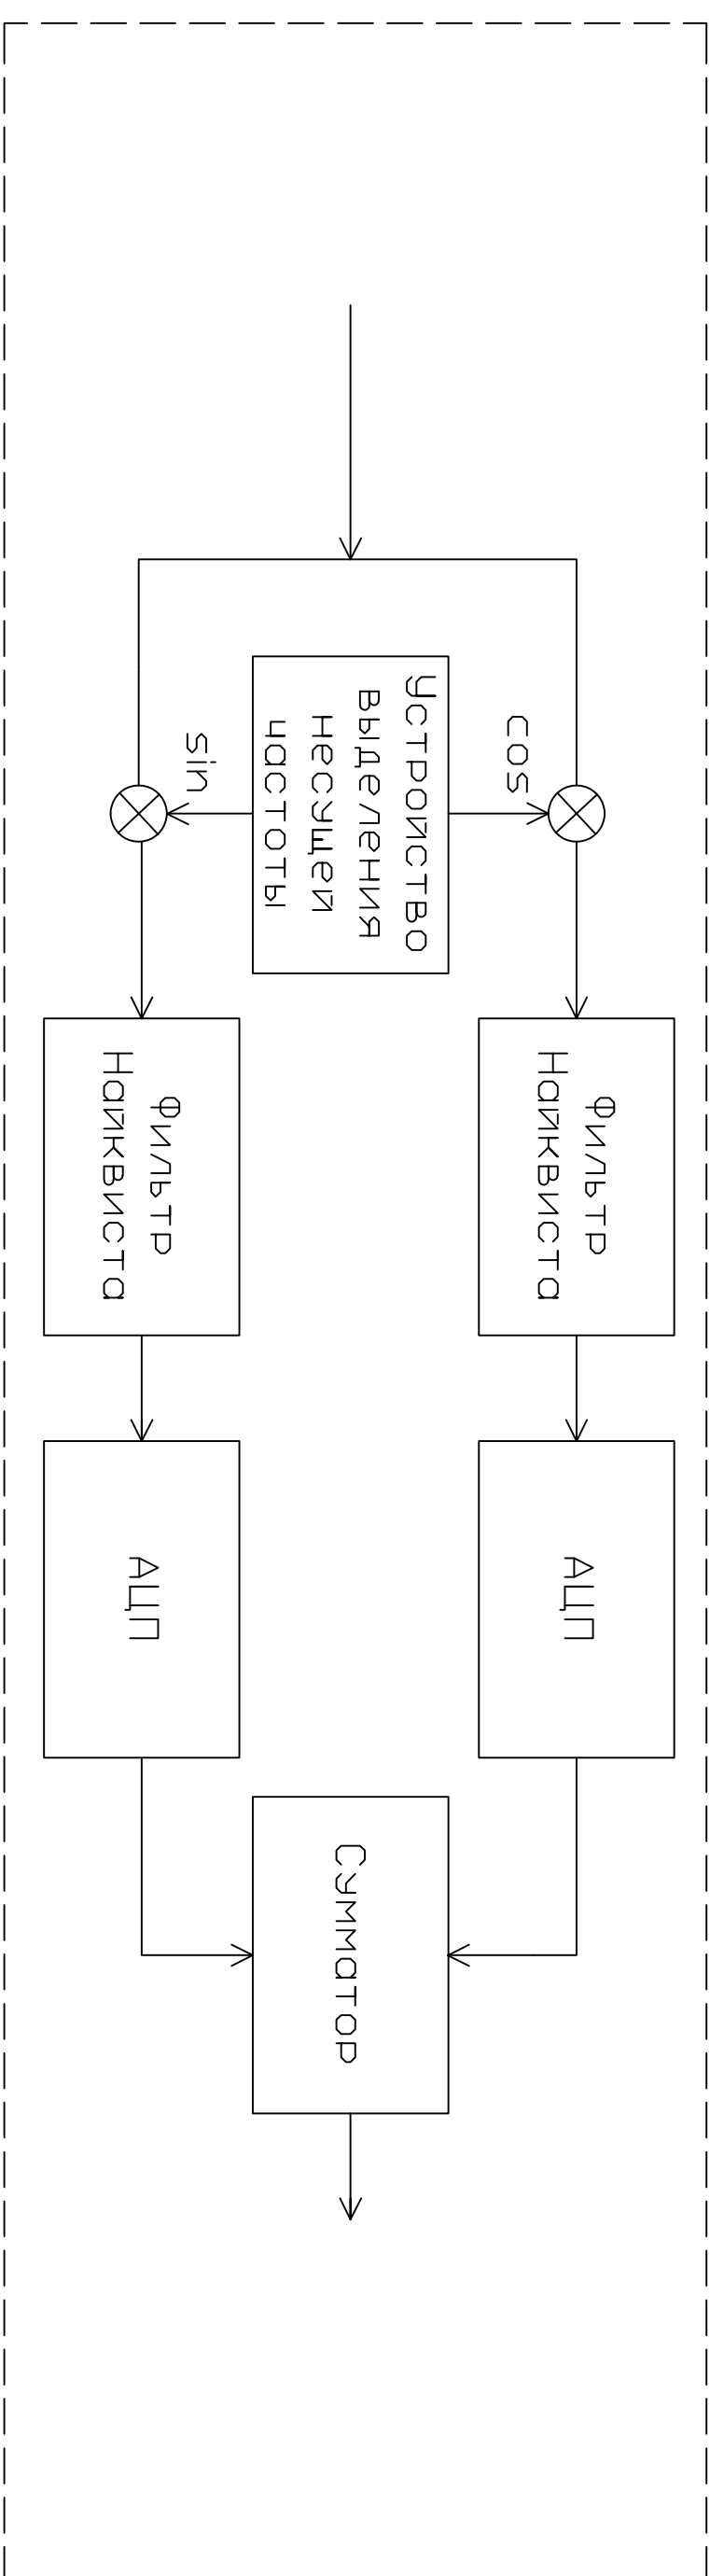 cos
Устройство
выделения
несущей
частоты
sin
Фильтр
Найквиста
Фильтр
Найквиста
АЦП
АЦП
Сумматор